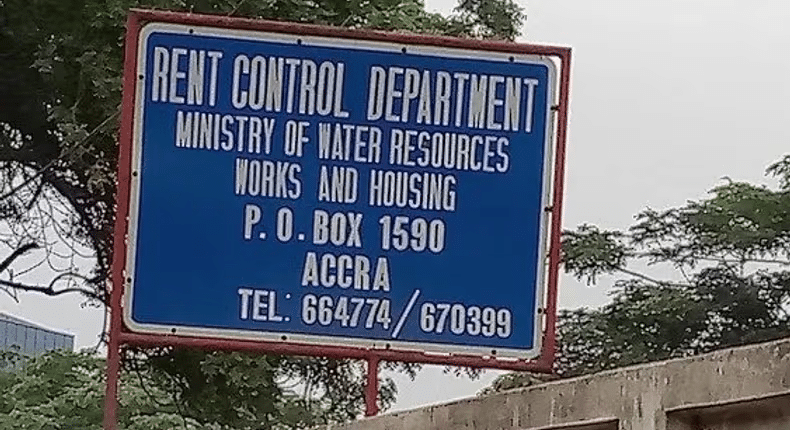 RENT CONTROL DEPARTMENT
MINISTRY OF WATER RESOURCES
WORKS AND HOUSING
P. O. BOX 1590
ACCRA
TEL: 664774/670399